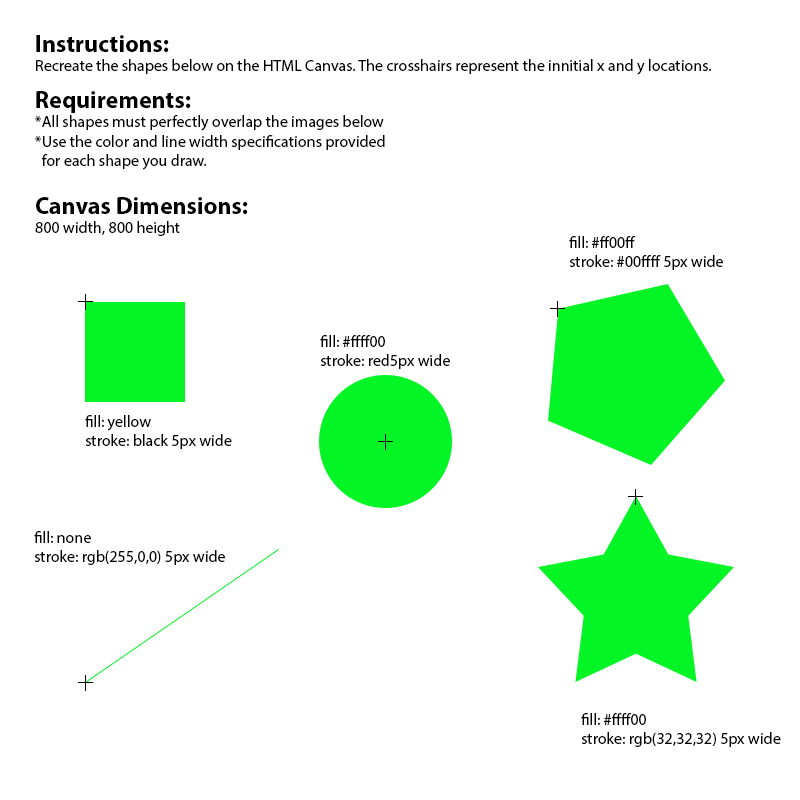 Instructions:
Recreate the shapes below on the HTML Canvas. The crosshairs represent the innitial x and y locations.
Requirements:
*All shapes must perfectly overlap the images below
*Use the color and line width specifications provided
for each shape you draw.
Canvas Dimensions:
800 width, 800 height
fill: #ff00ff
stroke: #00ffff 5px wide
fill: #ffff00
stroke: red5px wide
fill: yellow
stroke: black 5px wide
fill: none
stroke: rgb(255,0,0) 5px wide
fill: #ffff00
stroke: rgb(32,32,32) 5px wide